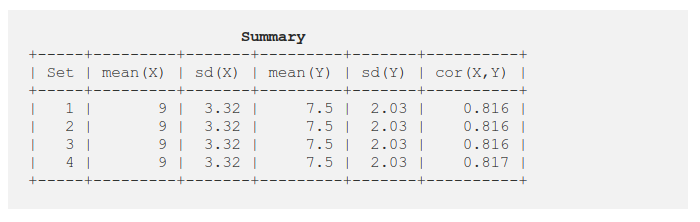 Summary
+-----+---------+-------+---------+-------+----------+
| Set | mean(X) | sd(X) | mean(Y) | sd(Y) | cor(X,Y) |
+-----+---------+-------+---------+-------+----------+
| 1 | 9 | 3.32 | 7.5 | 2.03 | 0.816 |
| 2 | 9 | 3.32 | 7.5 | 2.03 | 0.816 |
| 3 | 9 | 3.32 | 7.5 | 2.03 | 0.816 |
| 4 | 9 | 3.32 | 7.5 | 2.03 | 0.817 |
+-----+---------+-------+---------+-------+----------+